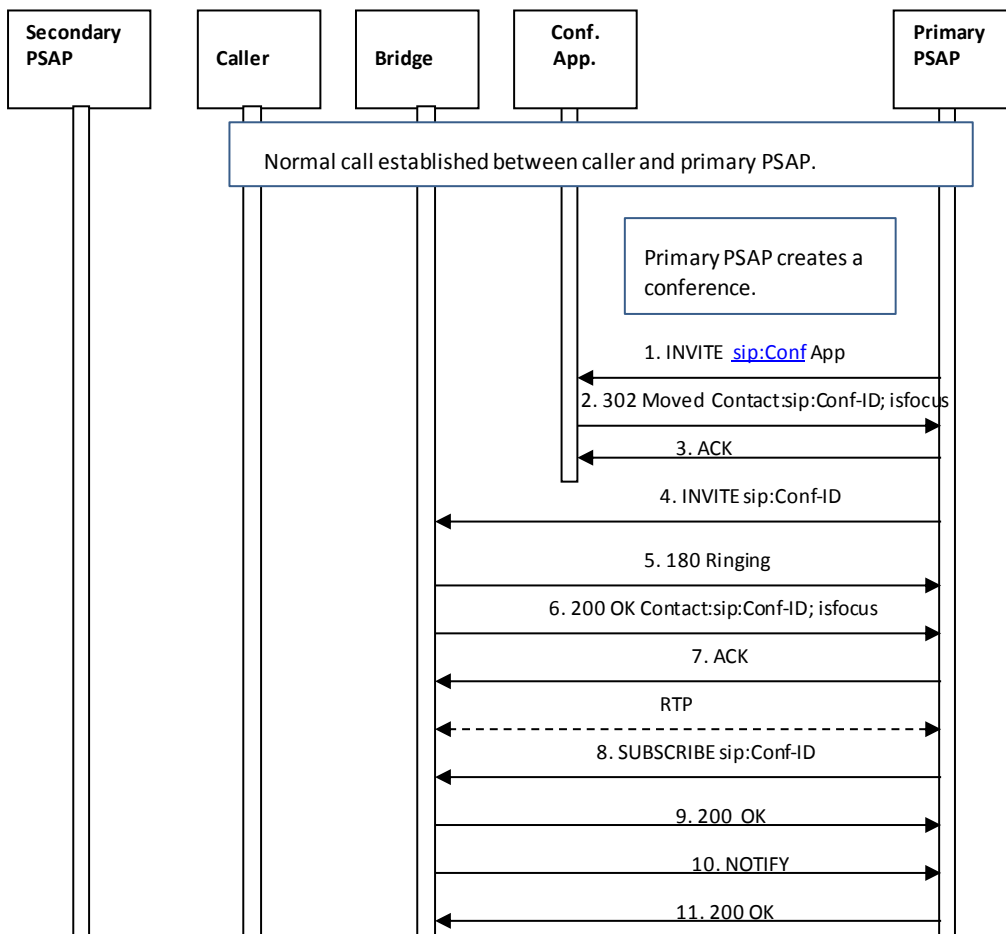 Secondary
PSAP
Caller
Bridge
Conf.
App.
Primary
PSAP
Normal call established between caller and primary PSAP.
Primary PSAP creates a
conference.
1. INVITE sip:Conf App
2. 302 Moved Contact:sip:Conf-ID; isfocus
3. ACK
4. INVITE sip:Conf-ID
5. 180 Ringing
6. 200 OK Contact:sip:Conf-ID; isfocus
7. ACK
RTP
8. SUBSCRIBE sip:Conf-ID
9. 200 OK
10. NOTIFY
11. 200 OK